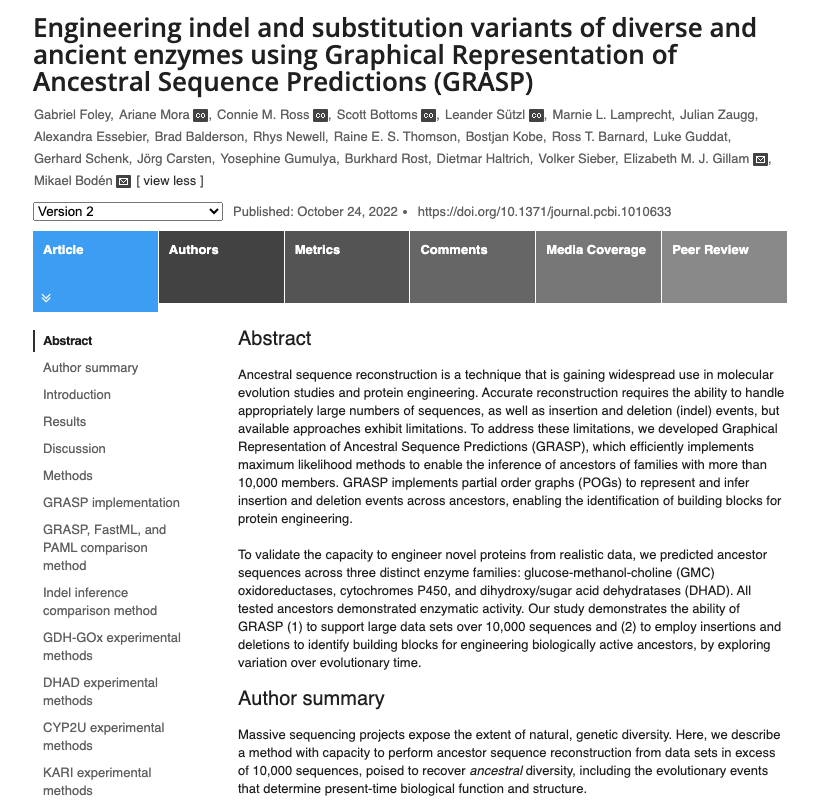 Engineering indel and substitution variants of diverse and
ancient enzymes using Graphical Representation of
Ancestral Sequence Predictions (GRASP)
Gabriel Foley, Ariane Mora co, Connie M. Ross co, Scott Bottoms co, Leander Sützl co, Marnie L. Lamprecht, Julian Zaugg,
Alexandra Essebier, Brad Balderson, Rhys Newell, Raine E. S. Thomson, Bostjan Kobe, Ross T. Barnard, Luke Guddat,
Gerhard Schenk, Jörg Carsten, Yosephine Gumulya, Burkhard Rost, Dietmar Haltrich, Volker Sieber, Elizabeth M. J. Gillam,
Mikael Bodén [ view less ]
Version 2 Published: October 24, 2022 • https://doi.org/10.1371/journal.pcbi.1010633
Article Authors Metrics Comments Media Coverage Peer Review
Abstract
Author summary
Introduction
Results
Discussion
Methods
GRASP implementation
GRASP, FastML, and
PAML comparison
method
Indel inference
comparison method
GDH-GOx experimental
methods
DHAD experimental
methods
CYP2U experimental
methods
KARI experimental
methods
Abstract
Ancestral sequence reconstruction is a technique that is gaining widespread use in molecular
evolution studies and protein engineering. Accurate reconstruction requires the ability to handle
appropriately large numbers of sequences, as well as insertion and deletion (indel) events, but
available approaches exhibit limitations. To address these limitations, we developed Graphical
Representation of Ancestral Sequence Predictions (GRASP), which efficiently implements
maximum likelihood methods to enable the inference of ancestors of families with more than
10,000 members. GRASP implements partial order graphs (POGs) to represent and infer
insertion and deletion events across ancestors, enabling the identification of building blocks for
protein engineering.
To validate the capacity to engineer novel proteins from realistic data, we predicted ancestor
sequences across three distinct enzyme families: glucose-methanol-choline (GMC)
oxidoreductases, cytochromes P450, and dihydroxy/sugar acid dehydratases (DHAD). All
tested ancestors demonstrated enzymatic activity. Our study demonstrates the ability of
GRASP (1) to support large data sets over 10,000 sequences and (2) to employ insertions and
deletions to identify building blocks for engineering biologically active ancestors, by exploring
variation over evolutionary time.
Author summary
Massive sequencing projects expose the extent of natural, genetic diversity. Here, we describe
a method with capacity to perform ancestor sequence reconstruction from data sets in excess
of 10,000 sequences, poised to recover ancestral diversity, including the evolutionary events
that determine present-time biological function and structure.